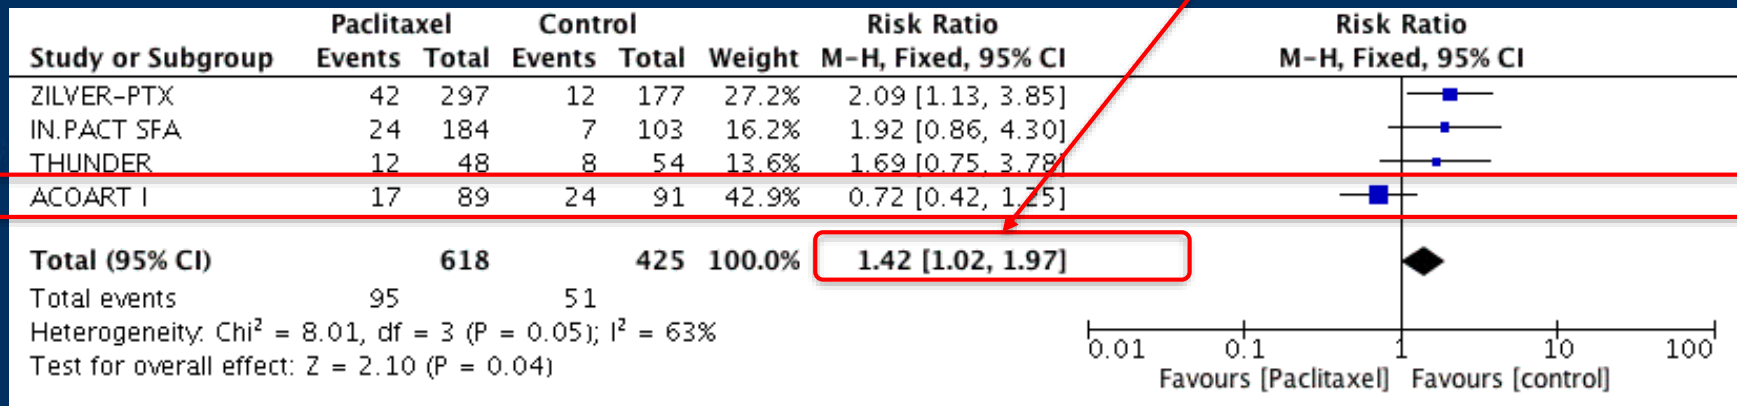 Paclitaxel Control Risk Ratio Risk Ratio
Study or Subgroup Events Total Events Total Weight M-H, Fixed, 95% CI M-H, Fixed, 95% CI
ZILVER-PTX 42 297 12 177 27.2% 2.09 [1.13, 3.85]
IN.PACT SFA 24 184 7 103 16.2% 1.92 [0.86, 4.30]
THUNDER 12 48 8 54 13.6% 1.69 [0.75, 3.78]
ACOART I 17 89 24 91 42.9% 0.72 [0.42, 1.25]
Total (95% CI) 618 425 100.0% 1.42 [1.02, 1.97]
Total events 95 51
Heterogeneity: Chi² = 8.01, df = 3 (P = 0.05); I² = 63%
Test for overall effect: Z = 2.10 (P = 0.04)
0.01 0.1 1 10 100
Favours [Paclitaxel] Favours [control]